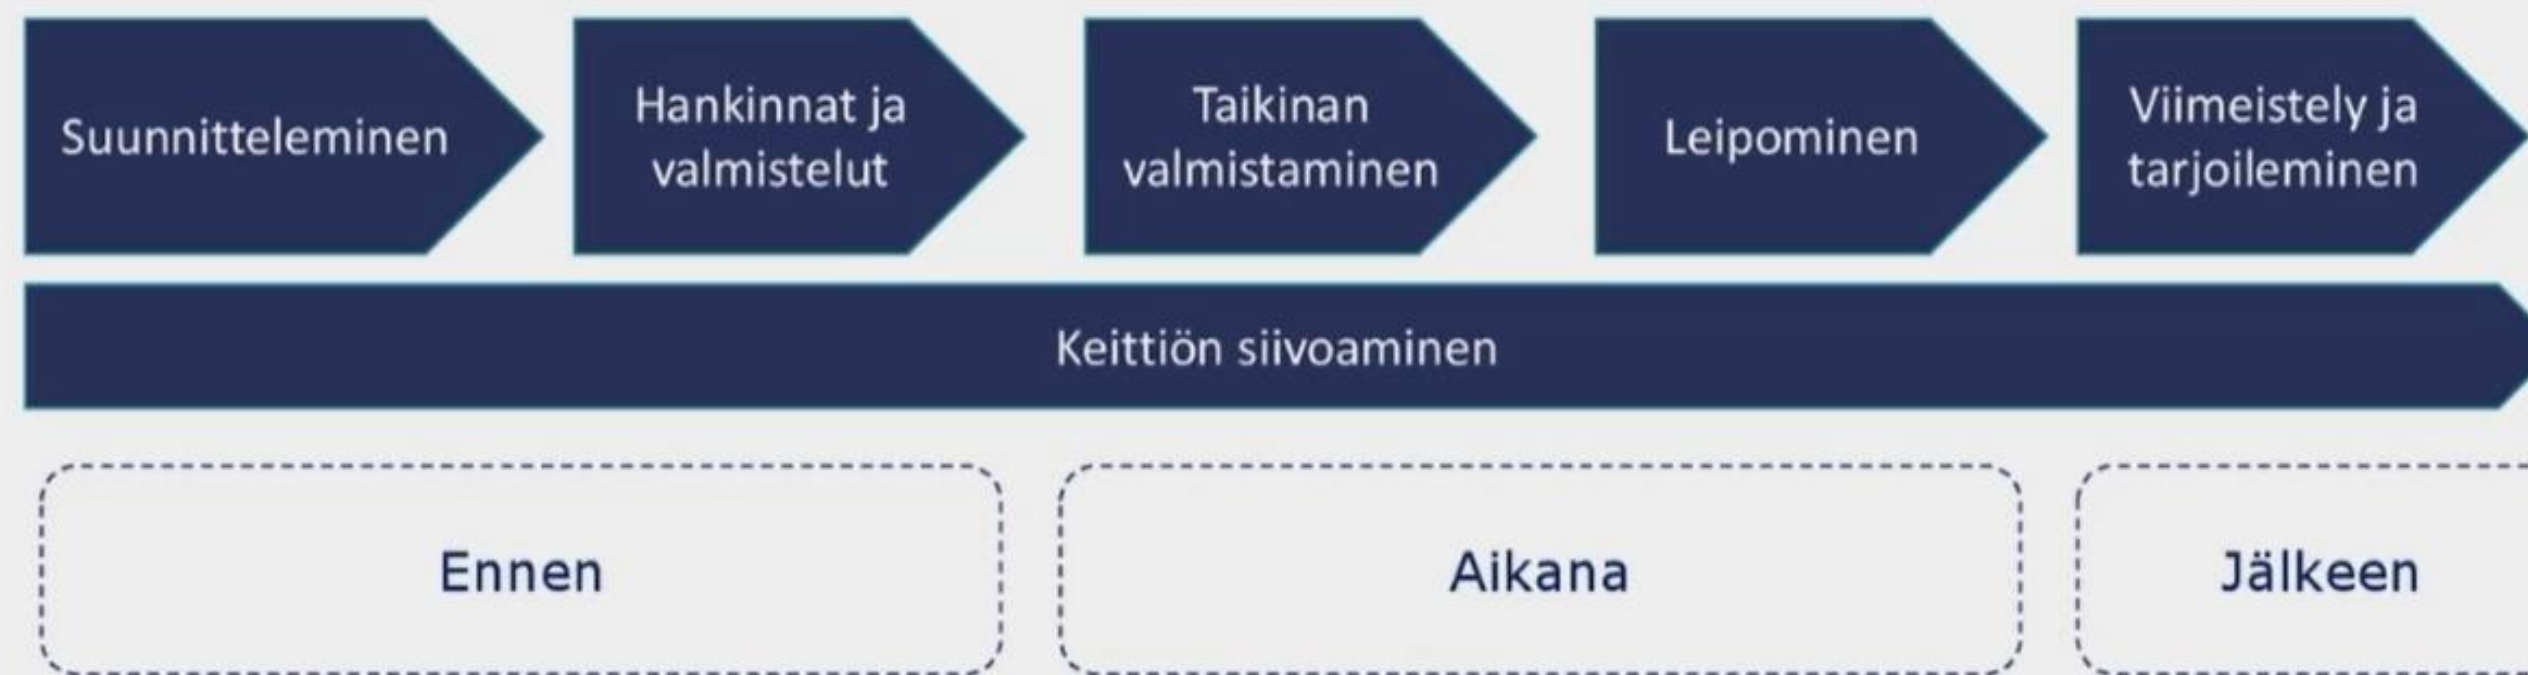 Suunnitteleminen
Hankinnat ja
valmistelut
Taikinan
valmistaminen
Leipominen
Viimeistely ja
tarjoileminen
Keittiön siivoaminen
Ennen
Aikana
Jälkeen